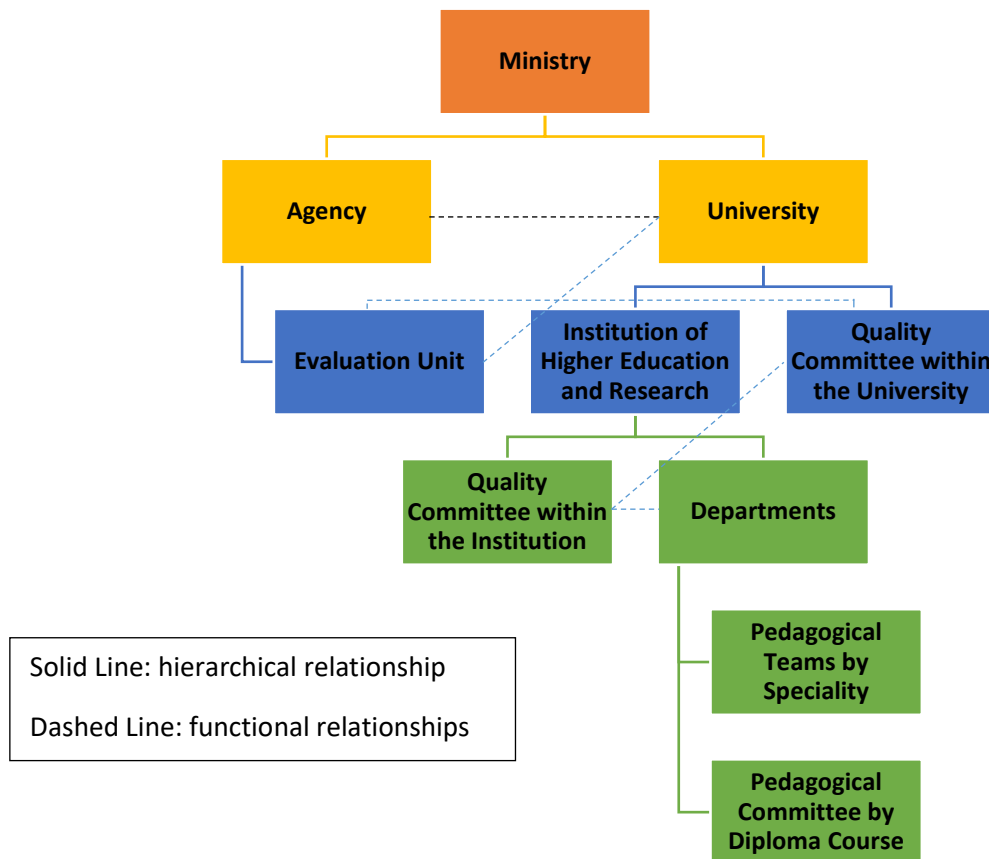 Ministry
Agency
University
Evaluation Unit
Institution of
Higher Education
and Research
Quality
Committee within
the University
Quality
Committee within
the Institution
Departments
Pedagogical
Teams by
Speciality
Solid Line: hierarchical relationship
Dashed Line: functional relationships
Pedagogical
Committee by
Diploma Course